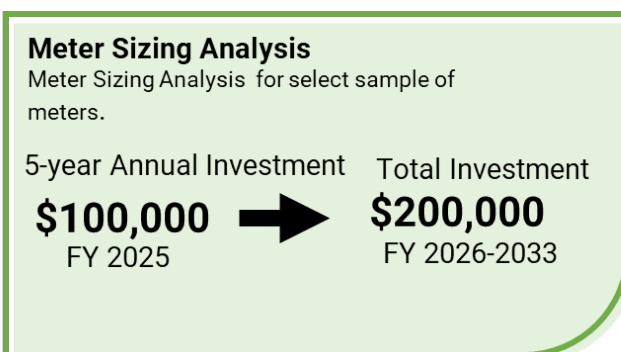 Meter Sizing Analysis
Meter Sizing Analysis for select sample of
meters.
5-year Annual Investment
$100,000
FY 2025
Total Investment
$200,000
FY 2026-2033